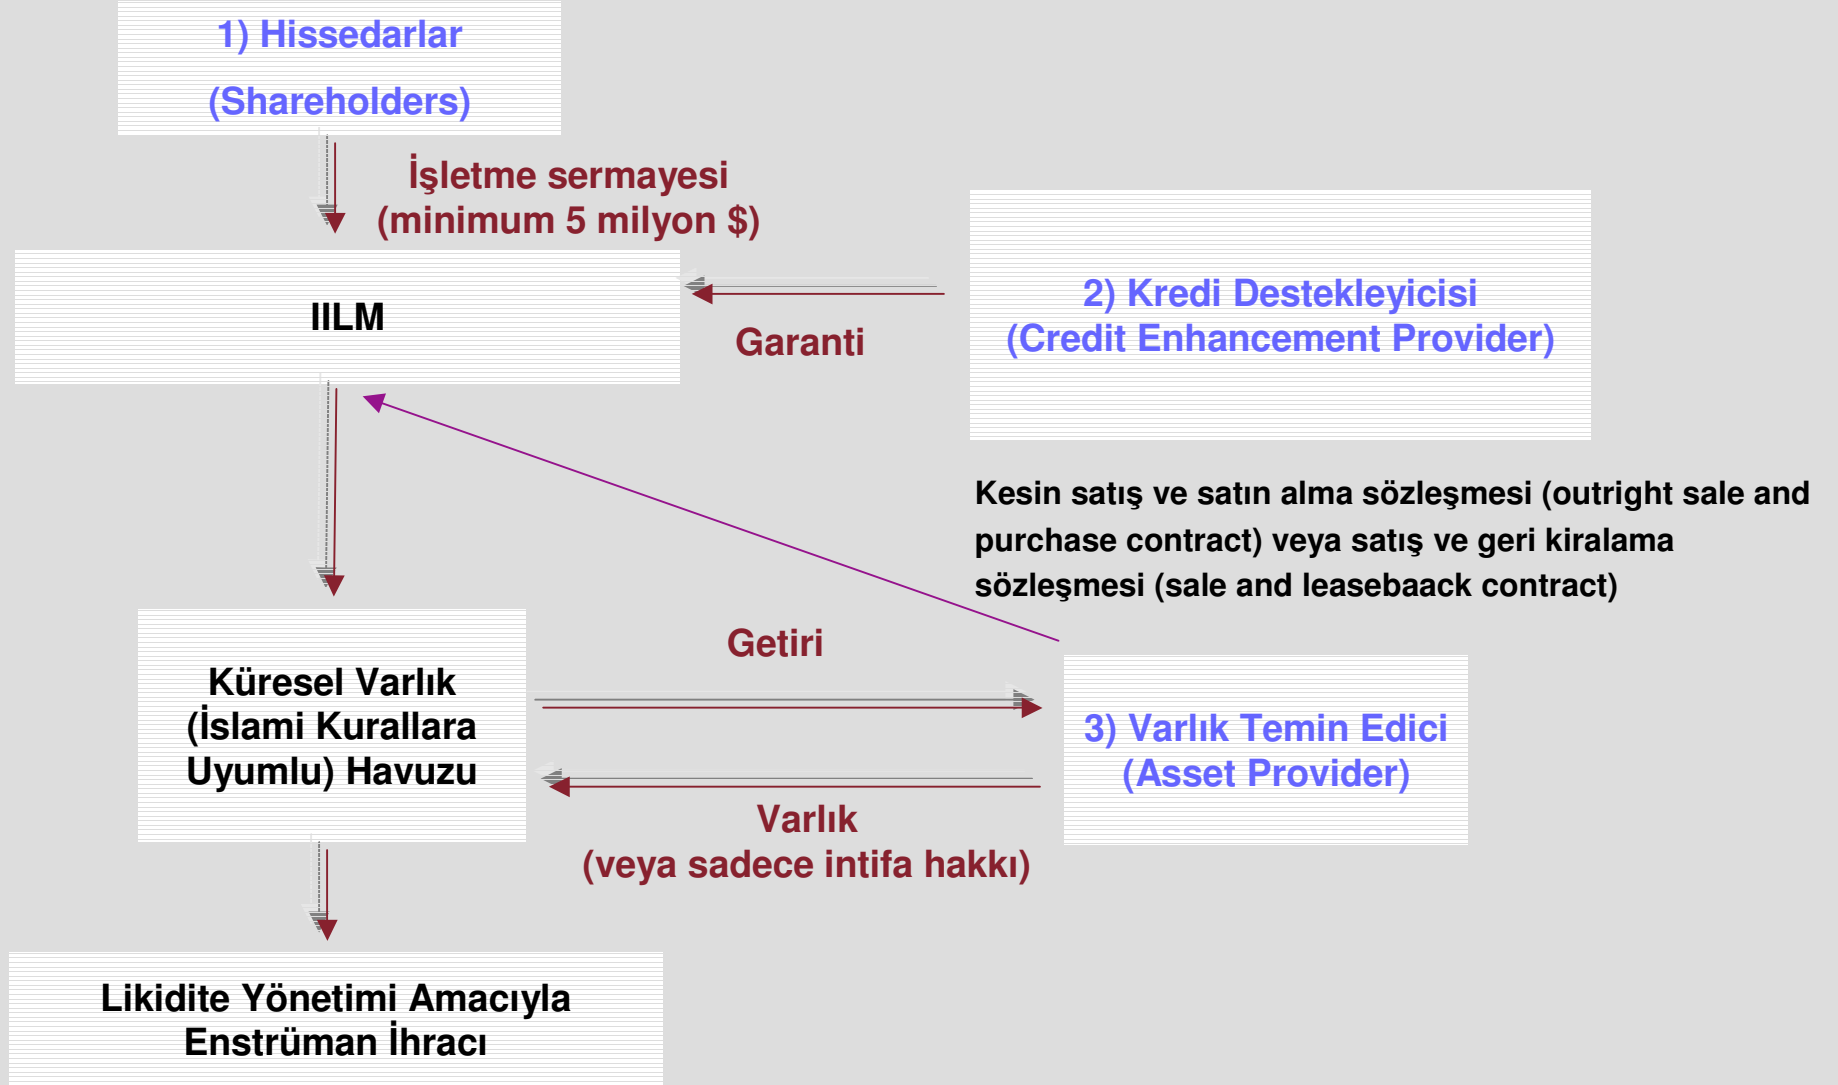 1) Hissedarlar
(Shareholders)
İşletme sermayesi
(minimum 5 milyon $)
IILM
Garanti
2) Kredi Destekleyicisi
(Credit Enhancement Provider)
Kesin satış ve satın alma sözleşmesi (outright sale and
purchase contract) veya satış ve geri kiralama
sözleşmesi (sale and leasebaack contract)
Getiri
Küresel Varlık
(İslami Kurallara
Uyumlu) Havuzu
3) Varlık Temin Edici
(Asset Provider)
Varlık
(veya sadece intifa hakkı)
Likidite Yönetimi Amacıyla
Enstrüman İhracı